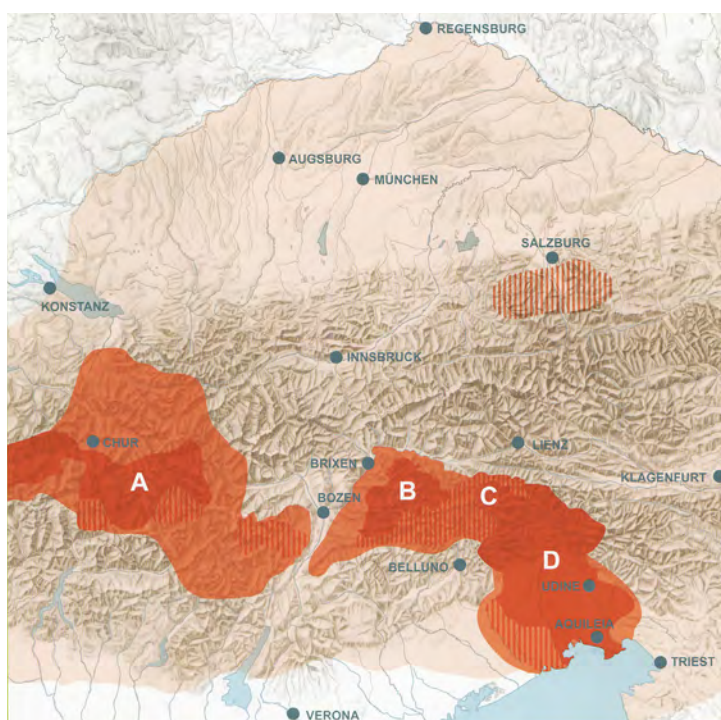 REGENSBURG
AUGSBURG
MÜNCHEN
SALZBURG
KONSTANZ
INNSBRUCK
CHUR
LIENZ
BRIXEN
KLAGENFURT
A
B
C
BOZEN
BELLUNO
D
UDINE
AQUILEIA
TRIEST
VERONA